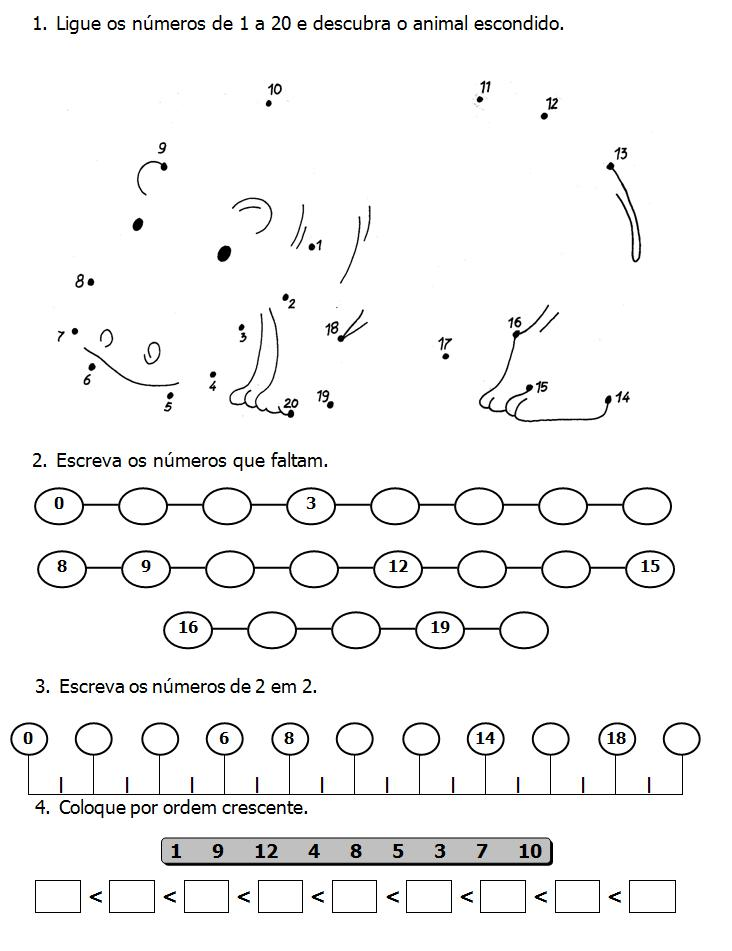 1. Ligue os números de 1 a 20 e descubra o animal escondido.
10
11
12
9
13
1
8
2
7
3
18
16
17
6
4
5
20
19
15
14
2. Escreva os números que faltam.
0 3
8 9 12 15
16 19
3. Escreva os números de 2 em 2.
0 6 8 14 18
4. Coloque por ordem crescente.
1 9 12 4 8 5 3 7 10
< < < < < < < <